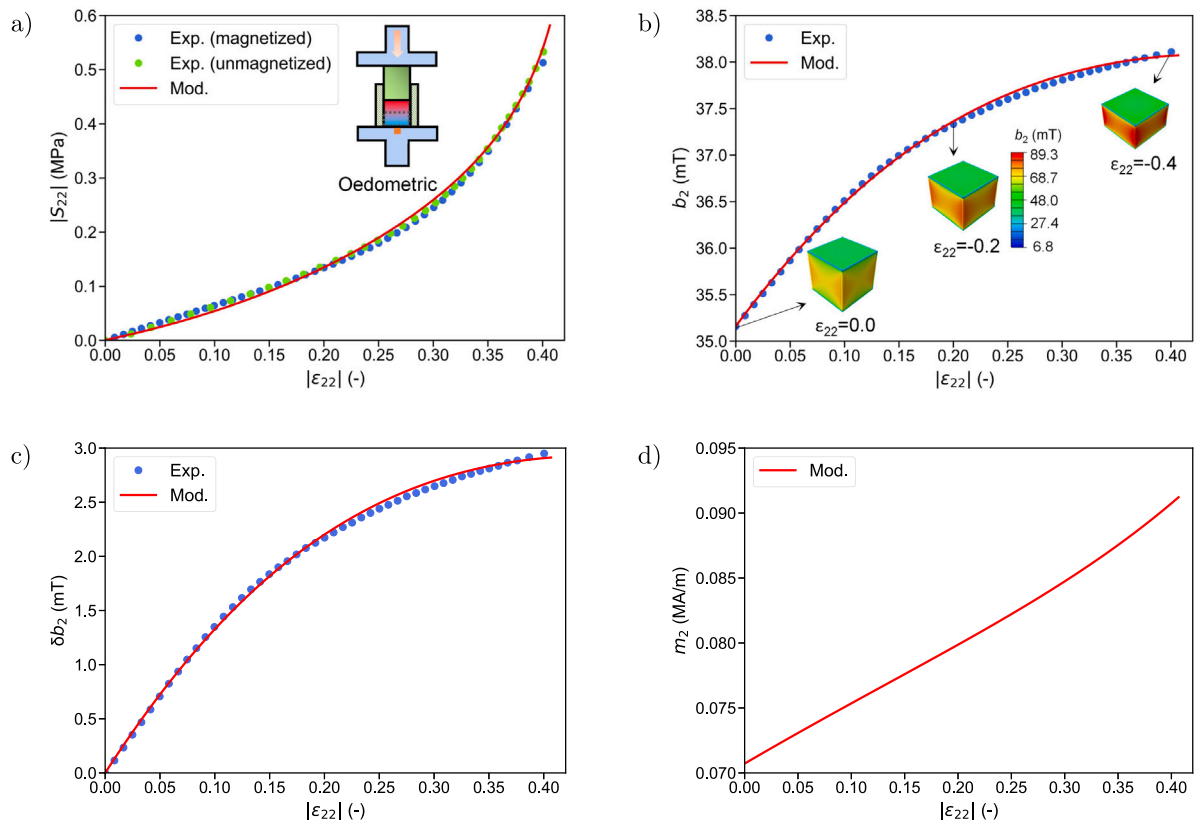 a)
0.6
0.5
0.4
0.3
0.2
0.1
0.0
|S22| (MPa)
Exp. (magnetized)
Exp. (unmagnetized)
Mod.
Oedometric
0.00 0.05 0.10 0.15 0.20 0.25 0.30 0.35 0.40
|ε22| (-)
b)
38.5
38.0
37.5
37.0
36.5
36.0
35.5
35.0
b2 (mT)
Exp.
Mod.
b2 (mT)
89.3
68.7
48.0
27.4
6.8
ε22=-0.4
ε22=-0.2
ε22=0.0
0.00 0.05 0.10 0.15 0.20 0.25 0.30 0.35 0.40
|ε22| (-)
c)
3.0
2.5
2.0
1.5
1.0
0.5
0.0
δb2 (mT)
Exp.
Mod.
0.00 0.05 0.10 0.15 0.20 0.25 0.30 0.35 0.40
|ε22| (-)
d)
0.095
0.090
0.085
0.080
0.075
0.070
m2 (MA/m)
Mod.
0.00 0.05 0.10 0.15 0.20 0.25 0.30 0.35 0.40
|ε22| (-)